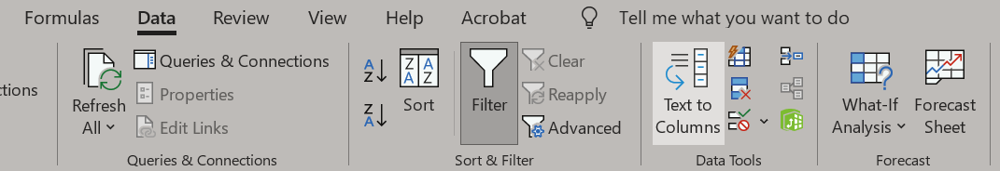 Formulas Data Review View Help Acrobat Tell me what you want to do
ctions
Refresh
All
Queries & Connections
Properties
Edit Links
Queries & Connections
A
Z
Z
A
Z A
A Z
Sort
Filter
Clear
Reapply
Advanced
Sort & Filter
Text to
Columns
Data Tools
What-If
Analysis
Forecast
Sheet
Forecast